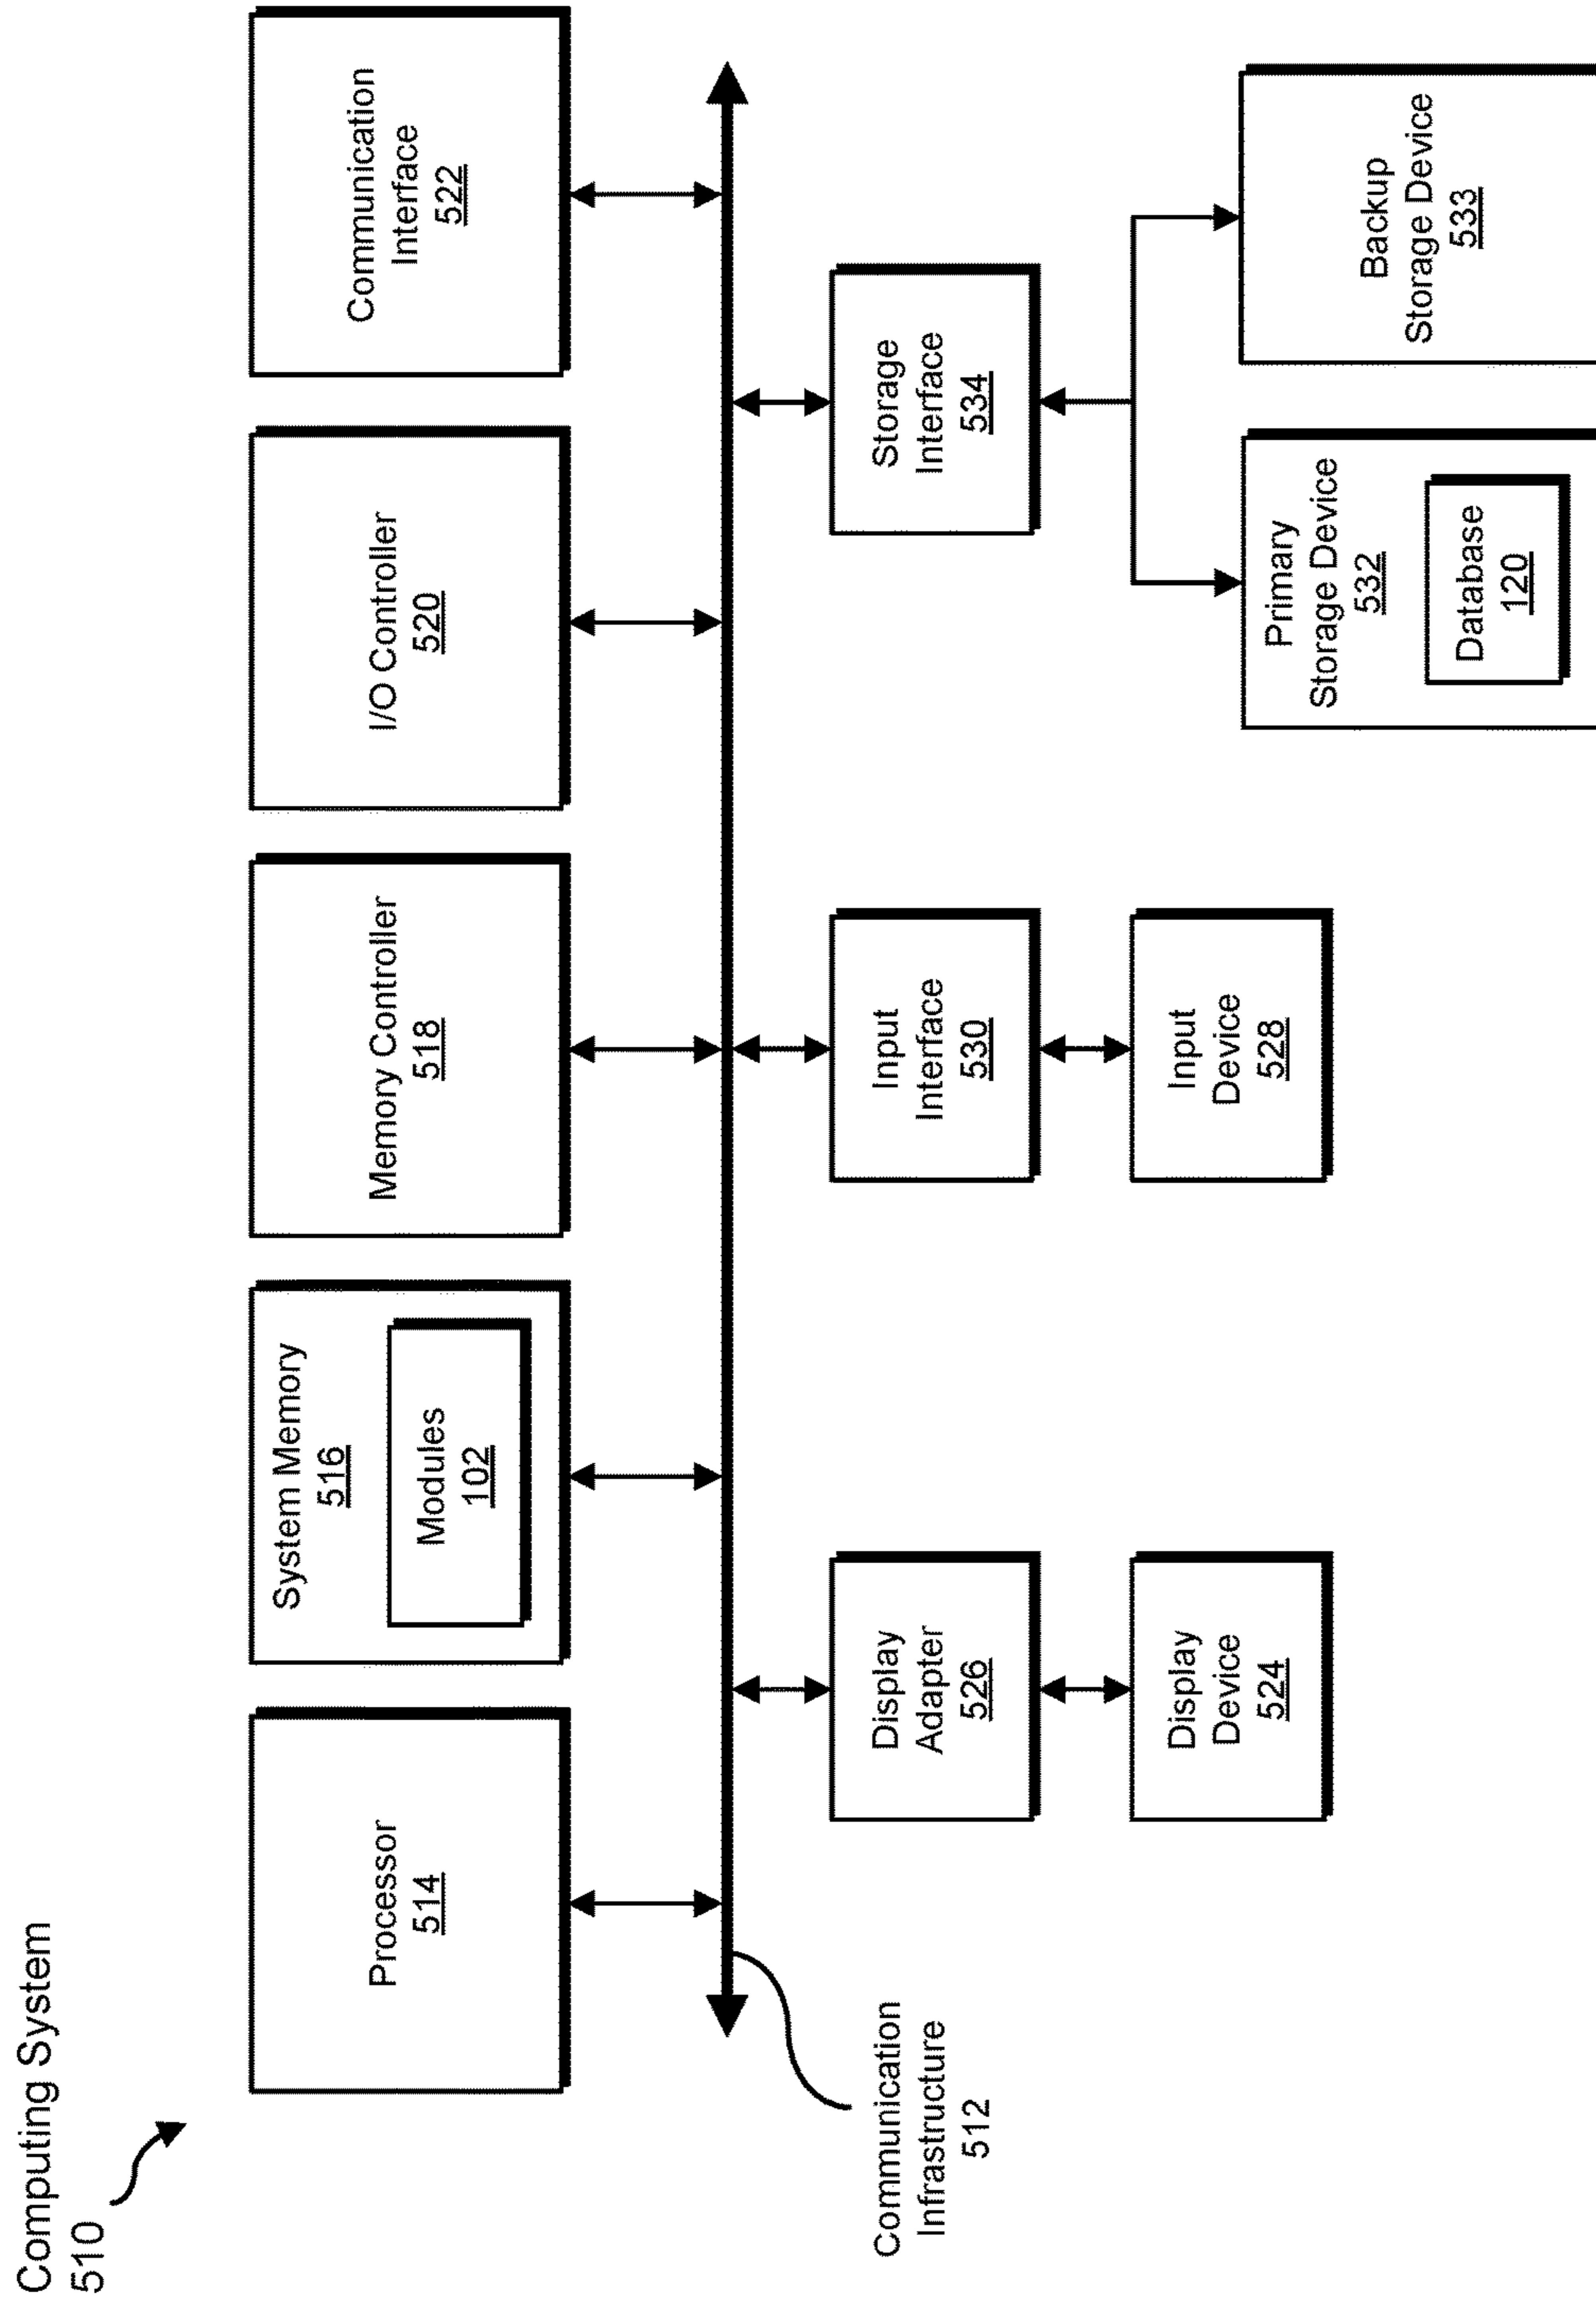 Computing System
510
Processor
514
System Memory
516
Modules
102
Memory Controller
518
I/O Controller
520
Communication
Interface
522
Communication
Infrastructure
512
Display
Adapter
526
Display
Device
524
Input
Interface
530
Input
Device
528
Storage
Interface
534
Primary
Storage Device
532
Database
120
Backup
Storage Device
533